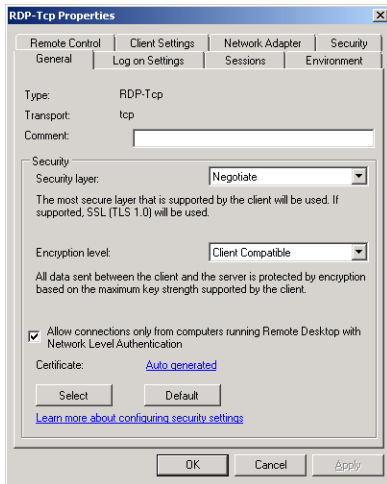 RDP-Tcp Properties
Remote Control Client Settings Network Adapter Security
General Log on Settings Sessions Environment
Type: RDP-Tcp
Transport: tcp
Comment:
Security
Security layer: Negotiate
The most secure layer that is supported by the client will be used. If
supported, SSL (TLS 1.0) will be used.
Encryption level: Client Compatible
All data sent between the client and the server is protected by encryption
based on the maximum key strength supported by the client.
Allow connections only from computers running Remote Desktop with
Network Level Authentication
Certificate: Auto generated
Select Default
Learn more about configuring security settings
OK Cancel Apply